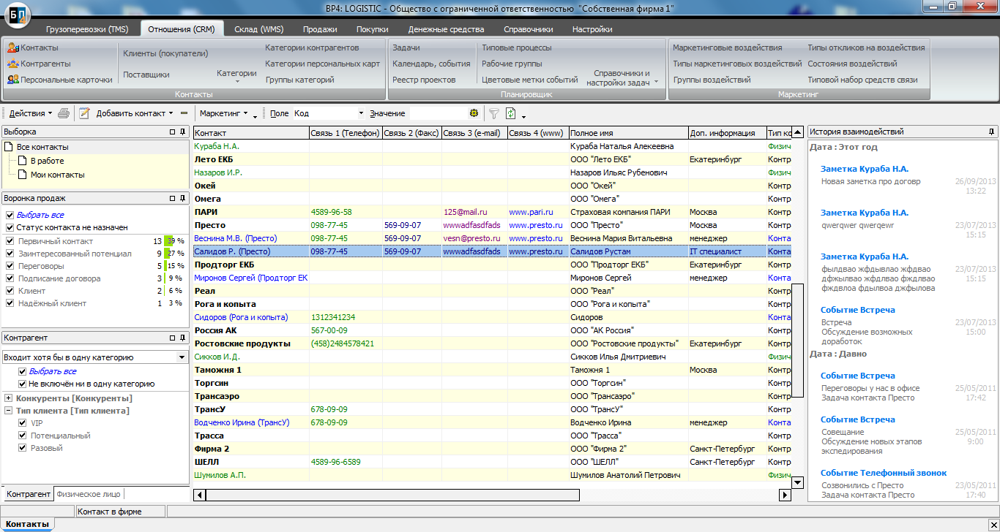 БП 4
BP4: LOGISTIC - Общество с ограниченной ответственностью "Собственная фирма 1"
Грузоперевозки (TMS) Отношения (CRM) Склад (WMS) Продажи Покупки Денежные средства Справочники Настройки
Контакты
Контрагенты
Персональные карточки
Клиенты (покупатели)
Поставщики
Категории
Категории контрагентов
Категории персональных карт
Группы категорий
Контакты
Задачи
Календарь, события
Реестр проектов
Типовые процессы
Рабочие группы
Цветовые метки событий
Справочники и
настройки задач
Планировщик
Маркетинговые воздействия
Типы маркетинговых воздействий
Группы воздействий
Типы откликов на воздействия
Состояния воздействий
Типовой набор средств связи
Маркетинг
Действия Добавить контакт Маркетинг Поле Код Значение
Выборка
Все контакты
В работе
Мои контакты
Воронка продаж
Выбрать все
Статус контакта не назначен
Первичный контакт 13 39 %
Заинтересованный потенциал 9 27 %
Переговоры 5 15 %
Подписание договора 3 9 %
Клиент 2 6 %
Надёжный клиент 1 3 %
Контрагент
Входит хотя бы в одну категорию
Выбрать все
Не включён ни в одну категорию
Конкуренты [Конкуренты]
Тип клиента [Тип клиента]
VIP
Потенциальный
Разовый
Контрагент Физическое лицо
Контакт Связь 1 (Телефон) Связь 2 (Факс) Связь 3 (e-mail) Связь 4 (www) Полное имя Доп. информация Тип ко
Кураба Н.А. Кураба Наталья Алекеевна Физич
Лето ЕКБ ООО "Лето ЕКБ" Екатеринбург Контр
Назаров И.Р. Назаров Ильяс Рубенович Физич
Окей ООО "Окей" Контр
Омега ООО "Омега" Контр
ПАРИ 4589-96-58 125@mail.ru www.pari.ru Страховая компания ПАРИ Москва Контр
Престо 098-77-45 569-09-07 wwwadfasdfads www.presto.ru ООО "Престо" Москва Контр
Веснина М.В. (Престо) 098-77-45 569-09-07 vesn@presto.ru www.presto.ru Веснина Мария Витальевна менеджер Конта
Салидов Р. (Престо) 098-77-45 569-09-07 wwwadfasdfads www.presto.ru Салидов Рустам IT специалист Конта
Продторг ЕКБ ООО "Продторг ЕКБ" Екатеринбург Контр
Миронов Сергей (Продторг ЕК Миронов Сергей менеджер Конта
Реал ООО "Реал" Контр
Рога и копыта ООО "Рога и копыта" Контр
Сидоров (Рога и копыта) 1312341234 Сидоров Конта
Россия АК 567-00-09 ООО "АК Россия" Контр
Ростовские продукты (458)2484578421 ООО "Ростовские продукты" Екатеринбург Контр
Сикков И.Д. Сикков Илья Дмитриевич Физич
Таможня 1 Таможня 1 Москва Контр
Торгсин ООО "Торгсин" Контр
Трансаэро ООО "Трансаэро" Контр
ТрансУ 678-09-09 ООО "ТрансУ" Контр
Водченко Ирина (ТрансУ) 678-09-09 Водченко Ирина менеджер Конта
Трасса ООО "Трасса" Контр
Фирма 2 ООО "Фирма 2" Санкт-Петербург Контр
ШЕЛЛ 4589-96-6589 ООО "ШЕЛЛ" Санкт-Петербург Контр
Шумилов А.П. Шумилов Анатолий Петрович Физич
История взаимодействий
Дата : Этот год
Заметка Кураба Н.А.
Новая заметка про договр 26/09/2013
13:22
Заметка Кураба Н.А.
qwerqwer qwerqewr 23/07/2013
15:15
Заметка Кураба Н.А.
фылдвао жфдывлао жфдвао 23/07/2013
дфжылвао жфдлвао фждлвао 15:15
фждвлоа фдылвоа джфылова
Событие Встреча
Встреча 23/07/2013
Обсуждение возможных 15:00
доработок
Дата : Давно
Событие Встреча
Переговоры у нас в офисе 25/05/2011
Задача контакта Престо 17:42
Событие Встреча
Совещание 25/05/2011
Обсуждение новых этапов 9:00
экспедирования
Событие Телефонный звонок
Созвонились с Престо 23/05/2011
Задача контакта Престо 17:40
Контакт в фирме
Контакты